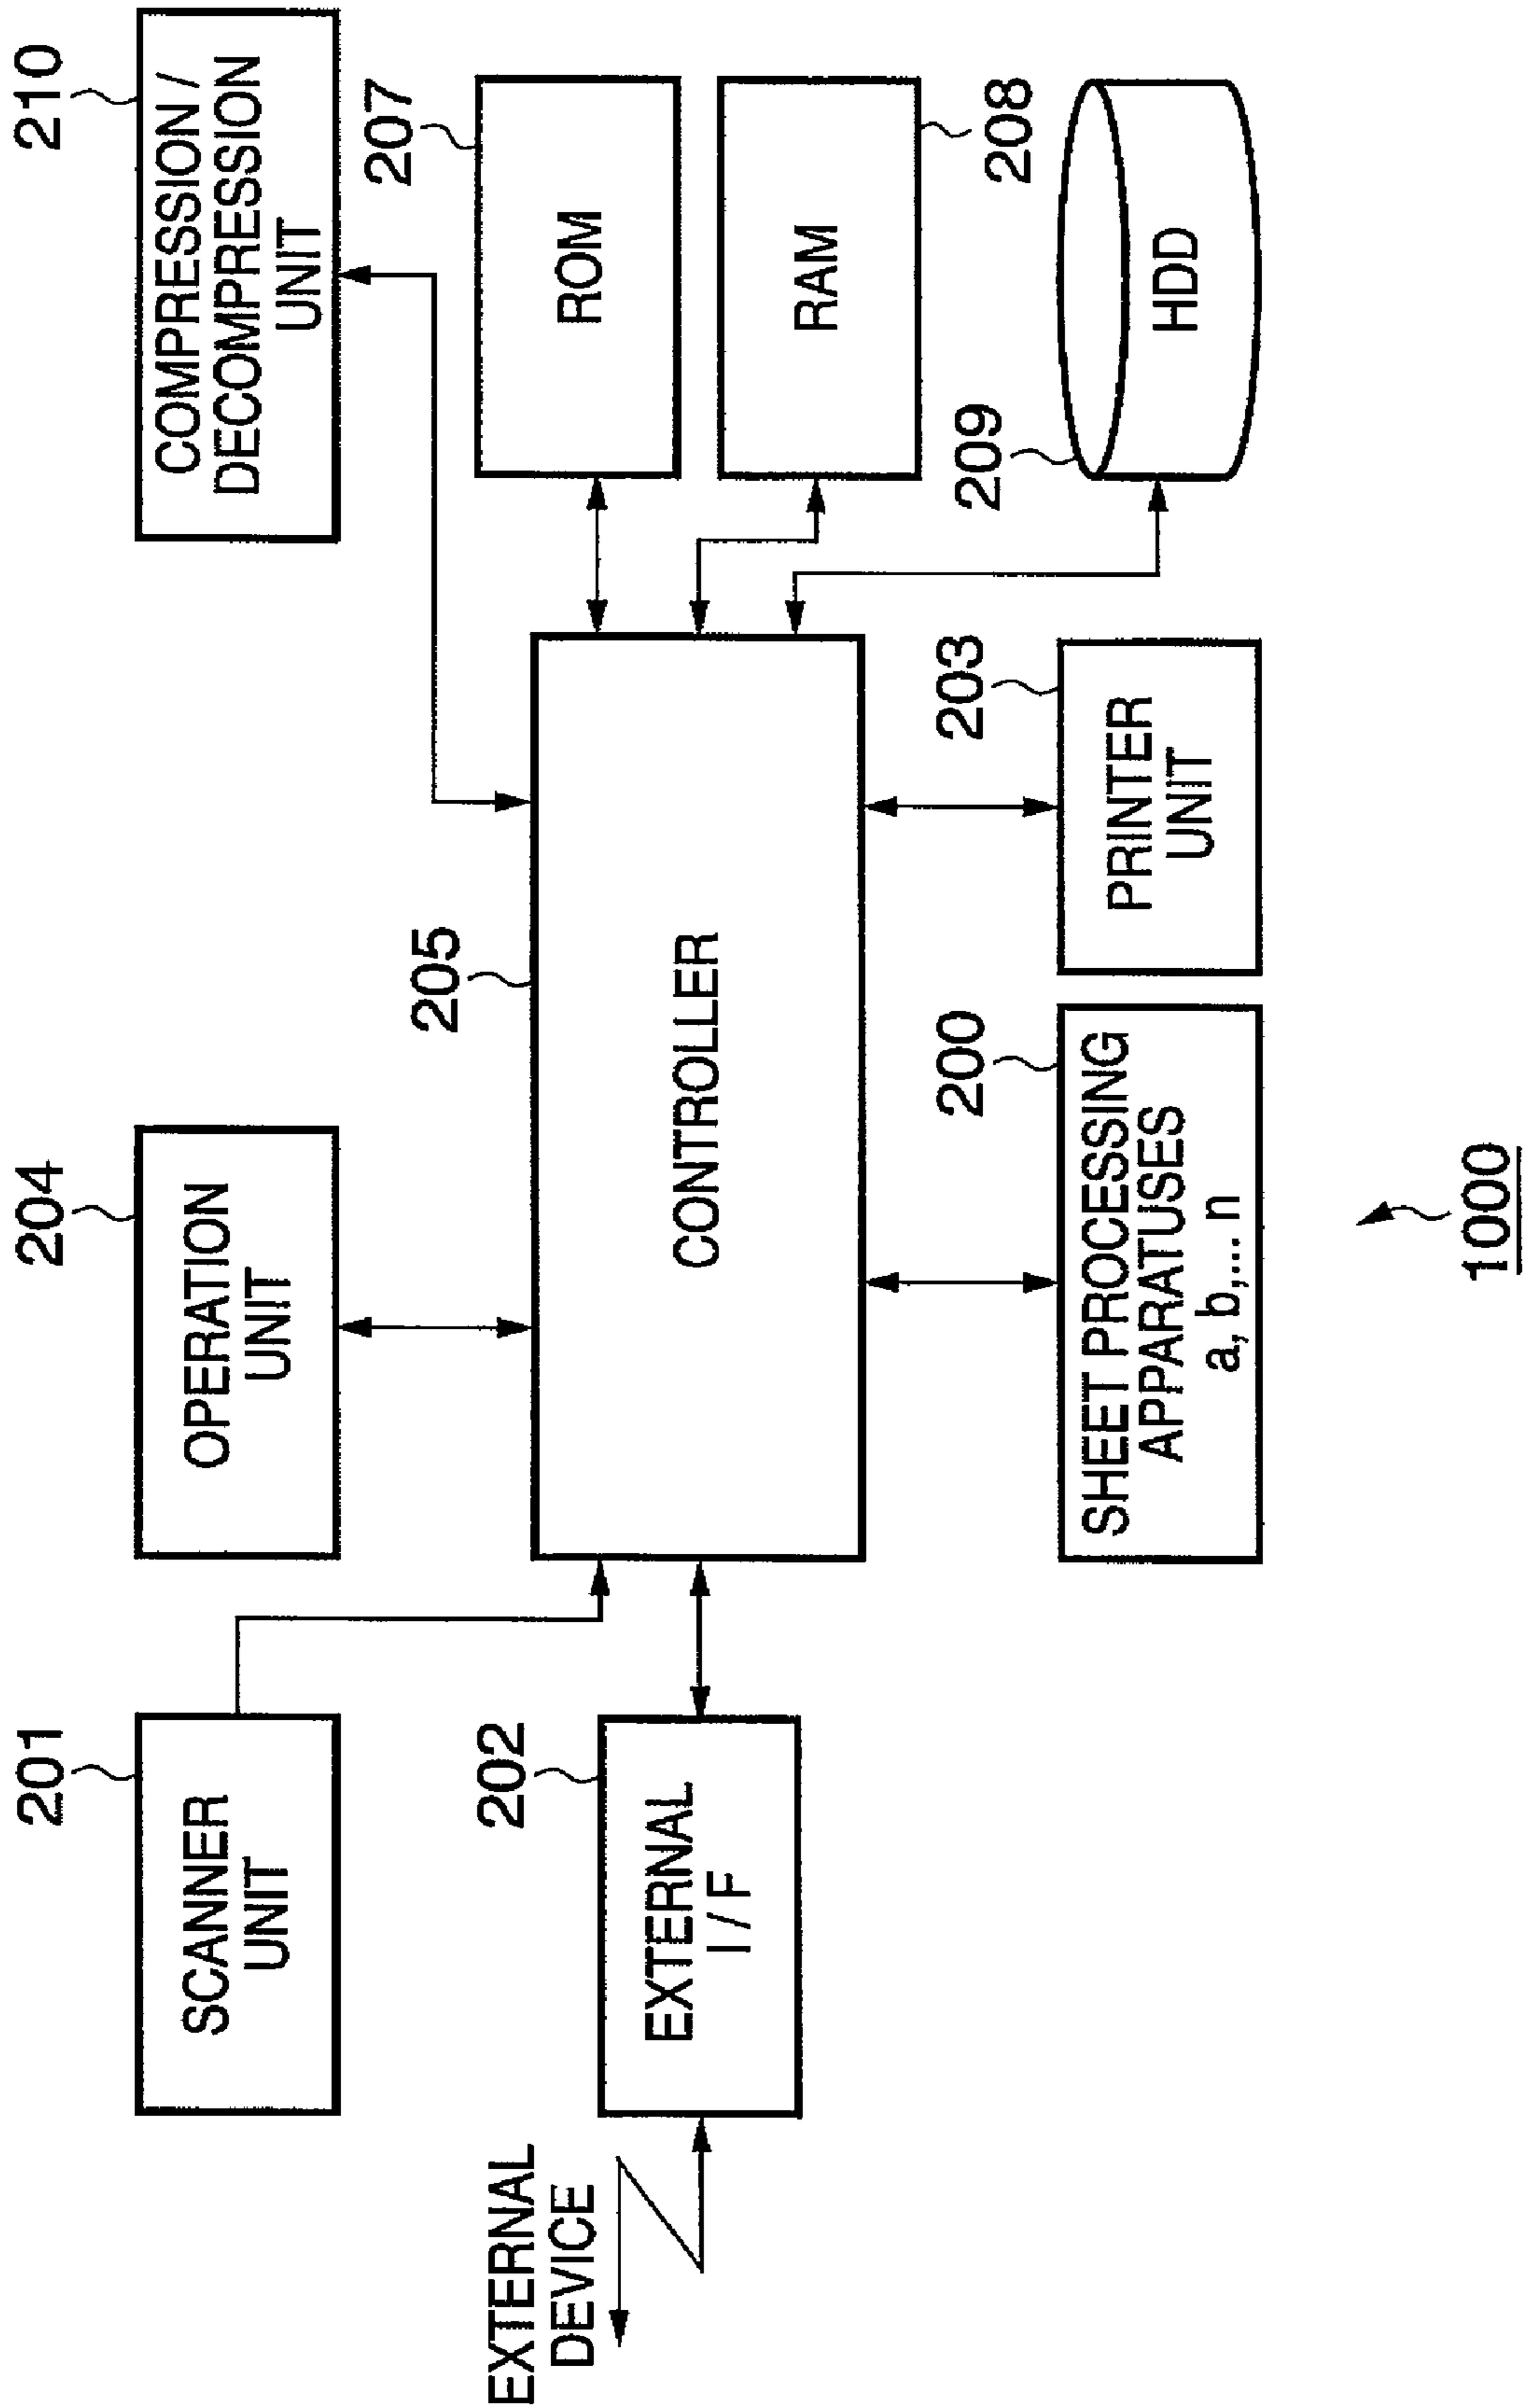 201
SCANNER
UNIT
204
OPERATION
UNIT
210
COMPRESSION /
DECOMPRESSION
UNIT
EXTERNAL
DEVICE
202
EXTERNAL
I / F
205
CONTROLLER
207
ROM
RAM
208
200
SHEET PROCESSING
APPARATUSES
a, b,... n
203
PRINTER
UNIT
209
HDD
1000